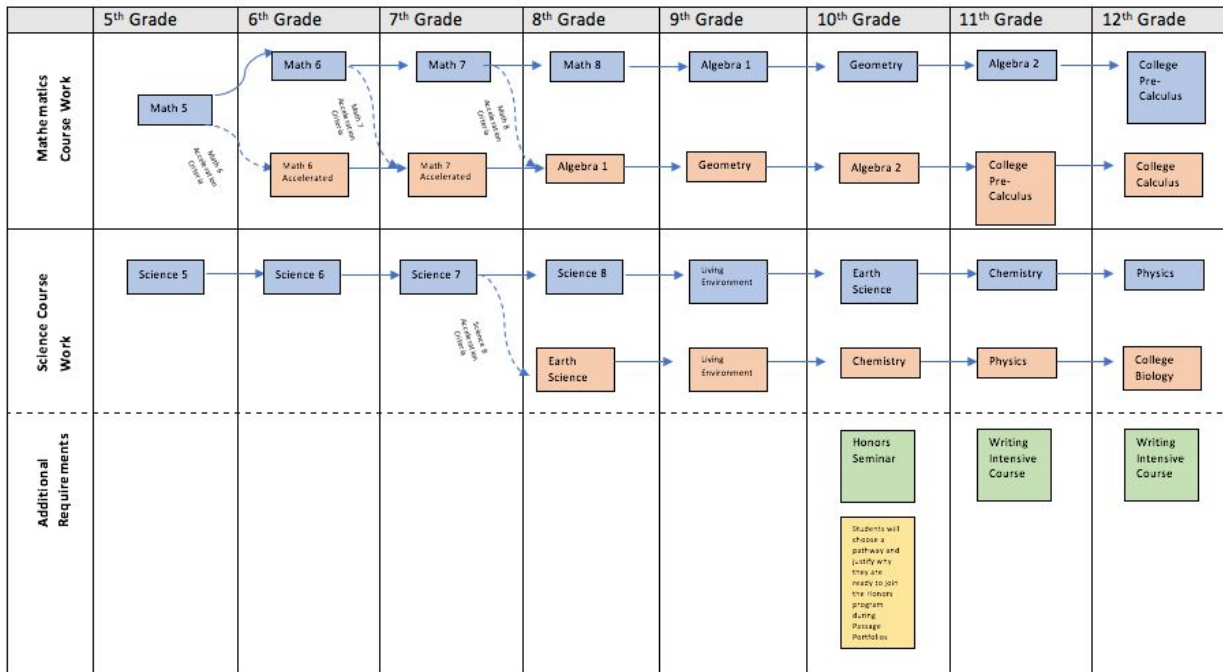 5th Grade
6th Grade
7th Grade
8th Grade
9th Grade
10th Grade
11th Grade
12th Grade
Mathematics
Course Work
Math 5
Math 6
Math 7
Math 8
Algebra 1
Geometry
Algebra 2
College
Pre-
Calculus
Math 6
Acceleration
Criteria
Math 7
Acceleration
Criteria
Math 8
Acceleration
Criteria
Math 6
Accelerated
Math 7
Accelerated
Algebra 1
Geometry
Algebra 2
College
Pre-
Calculus
College
Calculus
Science Course
Work
Science 5
Science 6
Science 7
Science 8
Living
Environment
Earth
Science
Chemistry
Physics
Science 8
Acceleration
Criteria
Earth
Science
Living
Environment
Chemistry
Physics
College
Biology
Additional
Requirements
Honors
Seminar
Writing
Intensive
Course
Writing
Intensive
Course
Students will
choose a
pathway and
justify why
they are
ready to join
the Honors
program
during
Passage
Portfolios